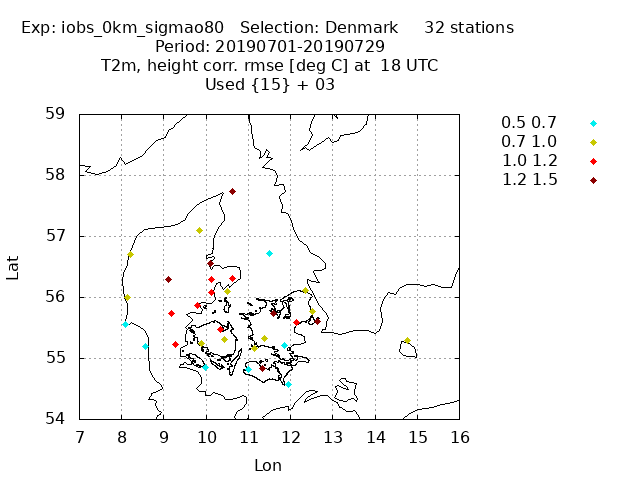 Exp: iobs_0km_sigmao80   Selection: Denmark     32 stations
Period: 20190701-20190729
T2m, height corr. rmse [deg C] at  18 UTC
Used {15} + 03
0.5 0.7
0.7 1.0
1.0 1.2
1.2 1.5
Lat
59
58
57
56
55
54
7 8 9 10 11 12 13 14 15 16
Lon